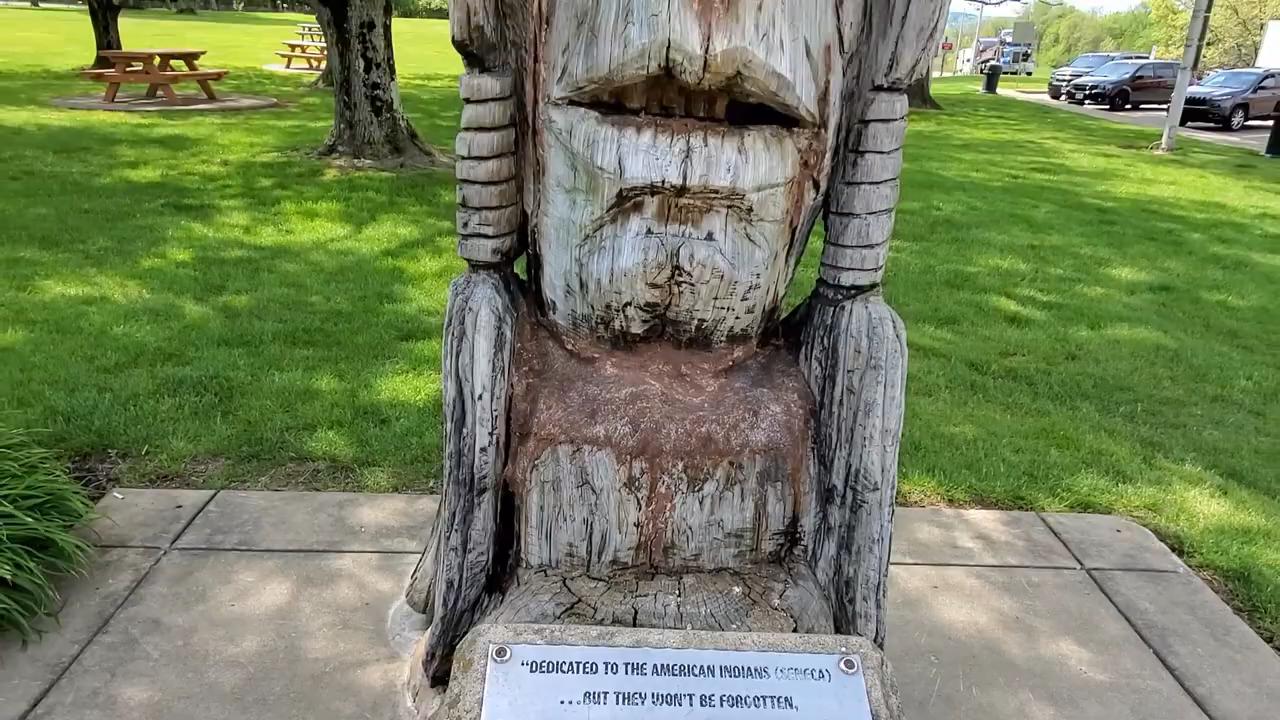 “DEDICATED TO THE AMERICAN INDIANS (SENECA)
...BUT THEY WON'T BE FORGOTTEN,